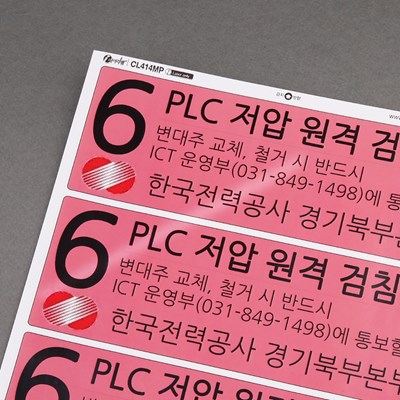 CL414MP
6
PLC 저압 원격 검
변대주 교체, 철거 시 반드시
ICT 운영부(031-849-1498)에 통
한국전력공사 경기북부본
6
PLC 저압 원격 검침
변대주 교체, 철거 시 반드시
ICT 운영부(031-849-1498)에 통보할
한국전력공사 경기북부본부
6
PLC 저압 원격 검침